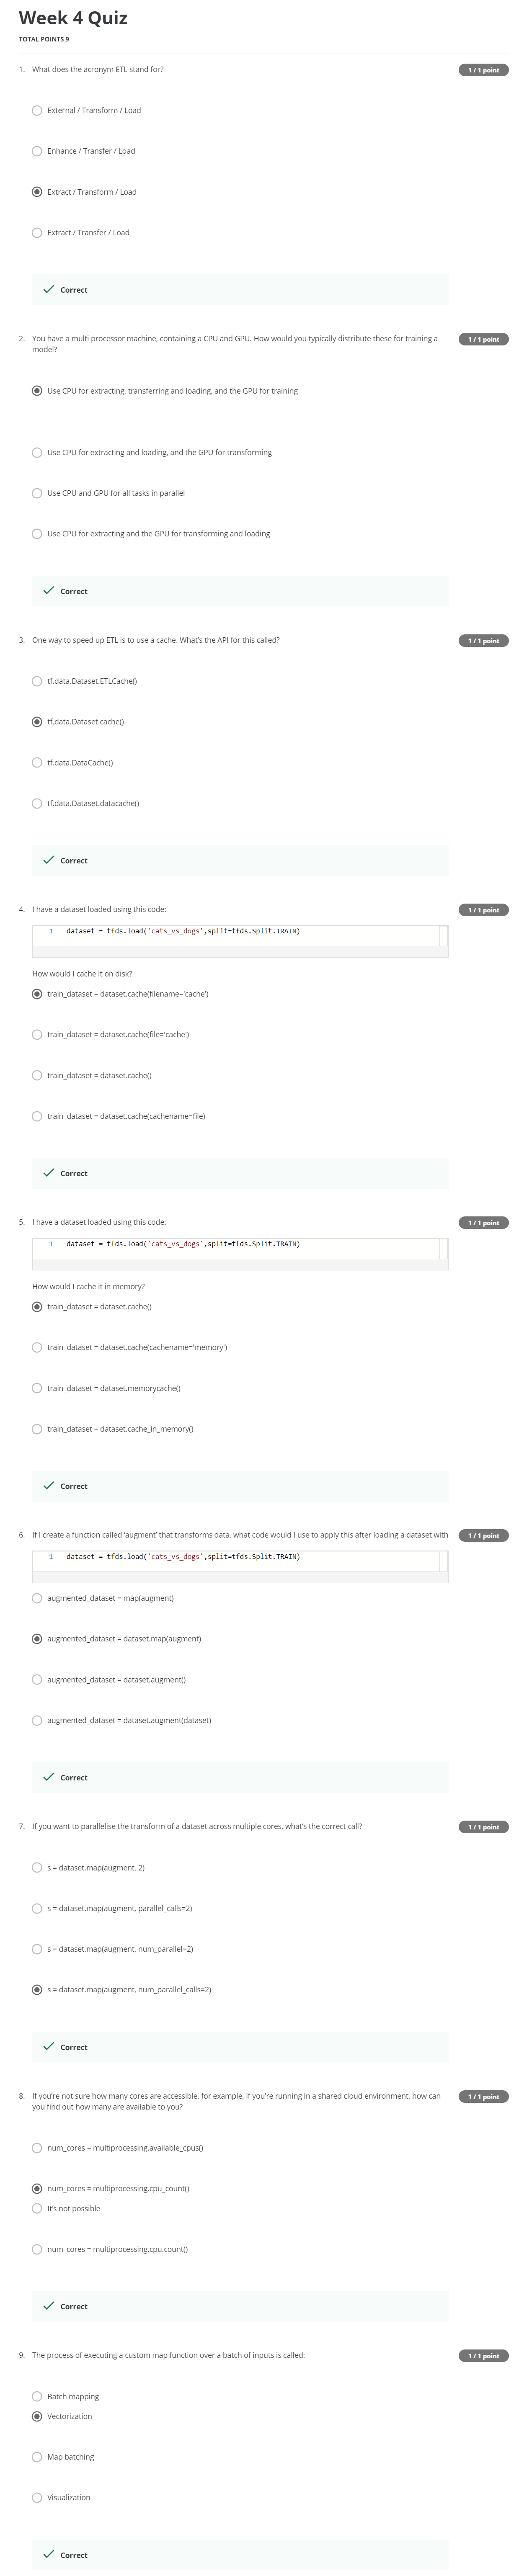 Week 4 Quiz
TOTAL POINTS 9
1. What does the acronym ETL stand for?
1 / 1 point
External / Transform / Load
Enhance / Transfer / Load
Extract / Transform / Load
Extract / Transfer / Load
Correct
2. You have a multi processor machine, containing a CPU and GPU. How would you typically distribute these for training a
model?
1 / 1 point
Use CPU for extracting, transferring and loading, and the GPU for training
Use CPU for extracting and loading, and the GPU for transforming
Use CPU and GPU for all tasks in parallel
Use CPU for extracting and the GPU for transforming and loading
Correct
3. One way to speed up ETL is to use a cache. What's the API for this called?
1 / 1 point
tf.data.Dataset.ETLCache()
tf.data.Dataset.cache()
tf.data.DataCache()
tf.data.Dataset.datacache()
Correct
4. I have a dataset loaded using this code:
1 / 1 point
1 dataset = tfds.load('cats_vs_dogs',split=tfds.Split.TRAIN)
How would I cache it on disk?
train_dataset = dataset.cache(filename='cache')
train_dataset = dataset.cache(file='cache')
train_dataset = dataset.cache()
train_dataset = dataset.cache(cachename=file)
Correct
5. I have a dataset loaded using this code:
1 / 1 point
1 dataset = tfds.load('cats_vs_dogs',split=tfds.Split.TRAIN)
How would I cache it in memory?
train_dataset = dataset.cache()
train_dataset = dataset.cache(cachename='memory')
train_dataset = dataset.memorycache()
train_dataset = dataset.cache_in_memory()
Correct
6. If I create a function called 'augment' that transforms data, what code would I use to apply this after loading a dataset with
1 / 1 point
1 dataset = tfds.load('cats_vs_dogs',split=tfds.Split.TRAIN)
augmented_dataset = map(augment)
augmented_dataset = dataset.map(augment)
augmented_dataset = dataset.augment()
augmented_dataset = dataset.augment(dataset)
Correct
7. If you want to parallelise the transform of a dataset across multiple cores, what's the correct call?
1 / 1 point
s = dataset.map(augment, 2)
s = dataset.map(augment, parallel_calls=2)
s = dataset.map(augment, num_parallel=2)
s = dataset.map(augment, num_parallel_calls=2)
Correct
8. If you're not sure how many cores are accessible, for example, if you're running in a shared cloud environment, how can
you find out how many are available to you?
1 / 1 point
num_cores = multiprocessing.available_cpus()
num_cores = multiprocessing.cpu_count()
It's not possible
num_cores = multiprocessing.cpu.count()
Correct
9. The process of executing a custom map function over a batch of inputs is called:
1 / 1 point
Batch mapping
Vectorization
Map batching
Visualization
Correct